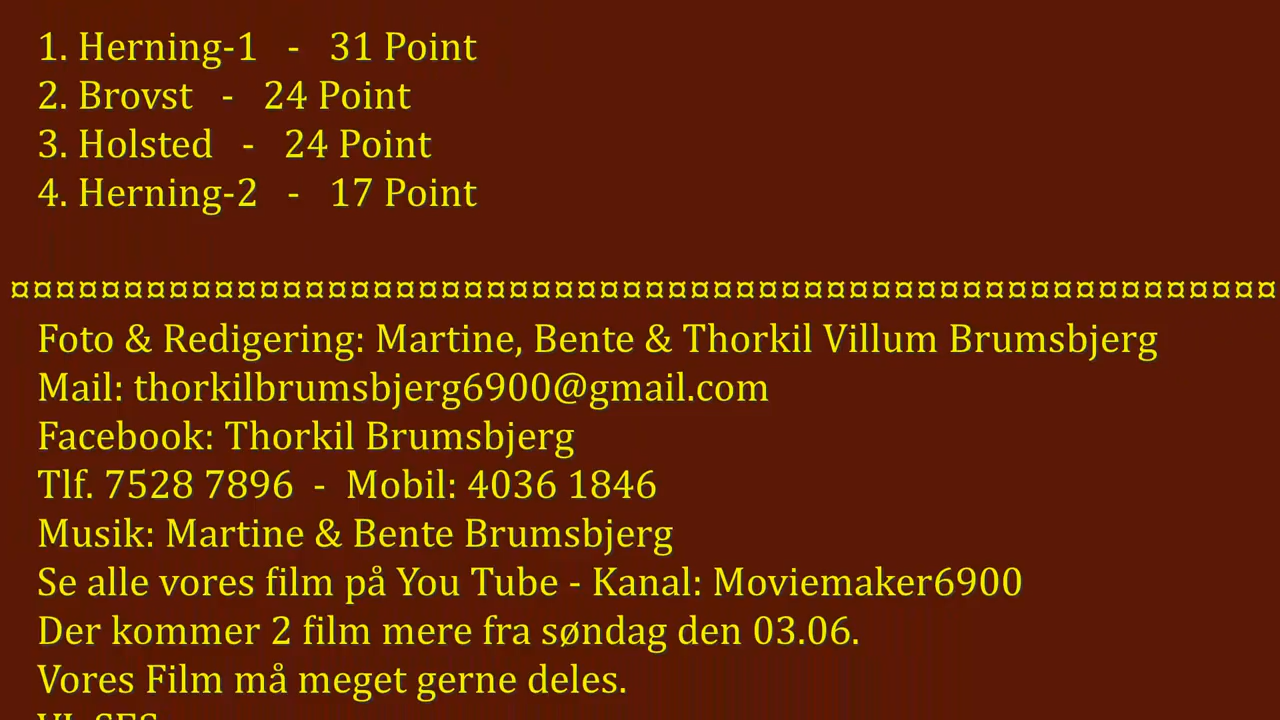 1. Herning-1 - 31 Point
2. Brovst - 24 Point
3. Holsted - 24 Point
4. Herning-2 - 17 Point
¤¤¤¤¤¤¤¤¤¤¤¤¤¤¤¤¤¤¤¤¤¤¤¤¤¤¤¤¤¤¤¤¤¤¤¤¤¤¤¤¤¤¤¤¤¤¤¤¤¤¤¤¤¤¤¤¤¤¤¤
Foto & Redigering: Martine, Bente & Thorkil Villum Brumsbjerg
Mail: thorkilbrumsbjerg6900@gmail.com
Facebook: Thorkil Brumsbjerg
Tlf. 7528 7896 - Mobil: 4036 1846
Musik: Martine & Bente Brumsbjerg
Se alle vores film på You Tube - Kanal: Moviemaker6900
Der kommer 2 film mere fra søndag den 03.06.
Vores Film må meget gerne deles.